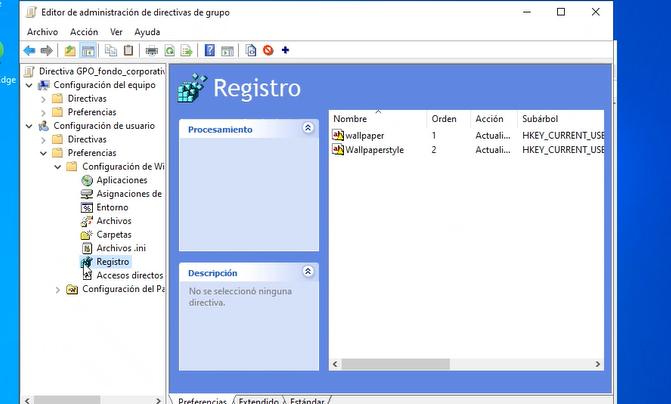 Editor de administración de directivas de grupo
Archivo Acción Ver Ayuda
Edge
Directiva GPO_fondo_corporativ
Configuración del equipo
Directivas
Preferencias
Configuración de usuario
Directivas
Preferencias
Configuración de Wi
Aplicaciones
Asignaciones de
Entorno
Archivos
Carpetas
Archivos .ini
Registro
Accesos directos
Configuración del Pa
Registro
Procesamiento
Descripción
No se seleccionó ninguna
directiva.
Nombre Orden Acción Subárbol
wallpaper 1 Actuali... HKEY_CURRENT_USE
Wallpaperstyle 2 Actuali... HKEY_CURRENT_USE
Preferencias Extendido Estándar